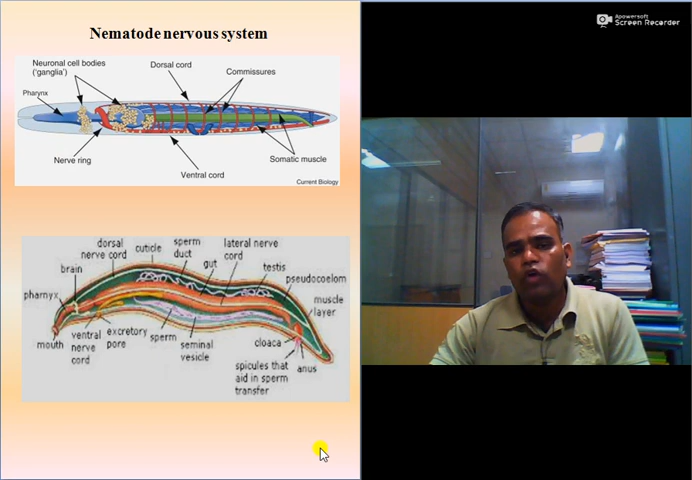 Nematode nervous system
Neuronal cell bodies
('ganglia')
Dorsal cord
Commissures
Pharynx
Nerve ring
Somatic muscle
Ventral cord
Current Biology
dorsal
nerve cord
cuticle
sperm
duct
lateral nerve
cord
gut
testis
brain
pseudocoelom
pharnyx
muscle
layer
mouth
ventral
nerve
cord
excretory
pore
sperm
seminal
vesicle
cloaca
spicules that
aid in sperm
transfer
anus
Apowersoft
Screen Recorder